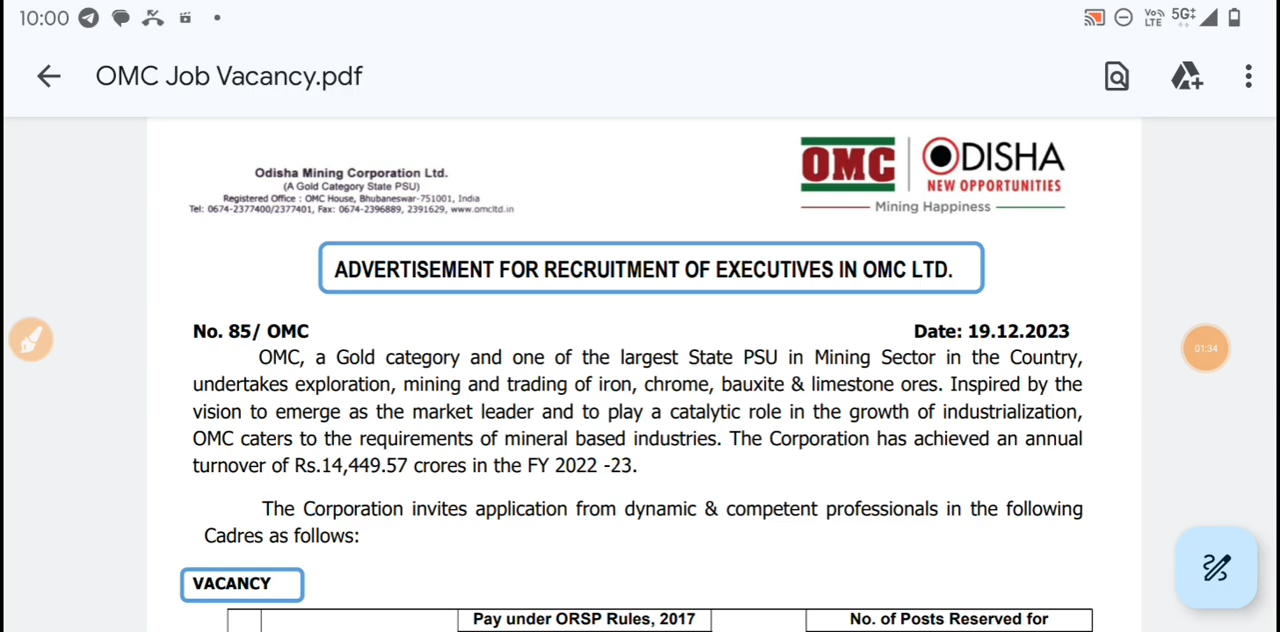 10:00
Vo)) LTE 5G
OMC Job Vacancy.pdf
Odisha Mining Corporation Ltd.
(A Gold Category State PSU)
Registered Office : OMC House, Bhubaneswar-751001, India
Tel: 0674-2377400/2377401, Fax: 0674-2396889, 2391629, www.omcltd.in
OMC
ODISHA
NEW OPPORTUNITIES
Mining Happiness
ADVERTISEMENT FOR RECRUITMENT OF EXECUTIVES IN OMC LTD.
No. 85/ OMC
Date: 19.12.2023
OMC, a Gold category and one of the largest State PSU in Mining Sector in the Country,
undertakes exploration, mining and trading of iron, chrome, bauxite & limestone ores. Inspired by the
vision to emerge as the market leader and to play a catalytic role in the growth of industrialization,
OMC caters to the requirements of mineral based industries. The Corporation has achieved an annual
turnover of Rs.14,449.57 crores in the FY 2022 -23.
01:34
The Corporation invites application from dynamic & competent professionals in the following
Cadres as follows:
VACANCY
Pay under ORSP Rules, 2017
No. of Posts Reserved for